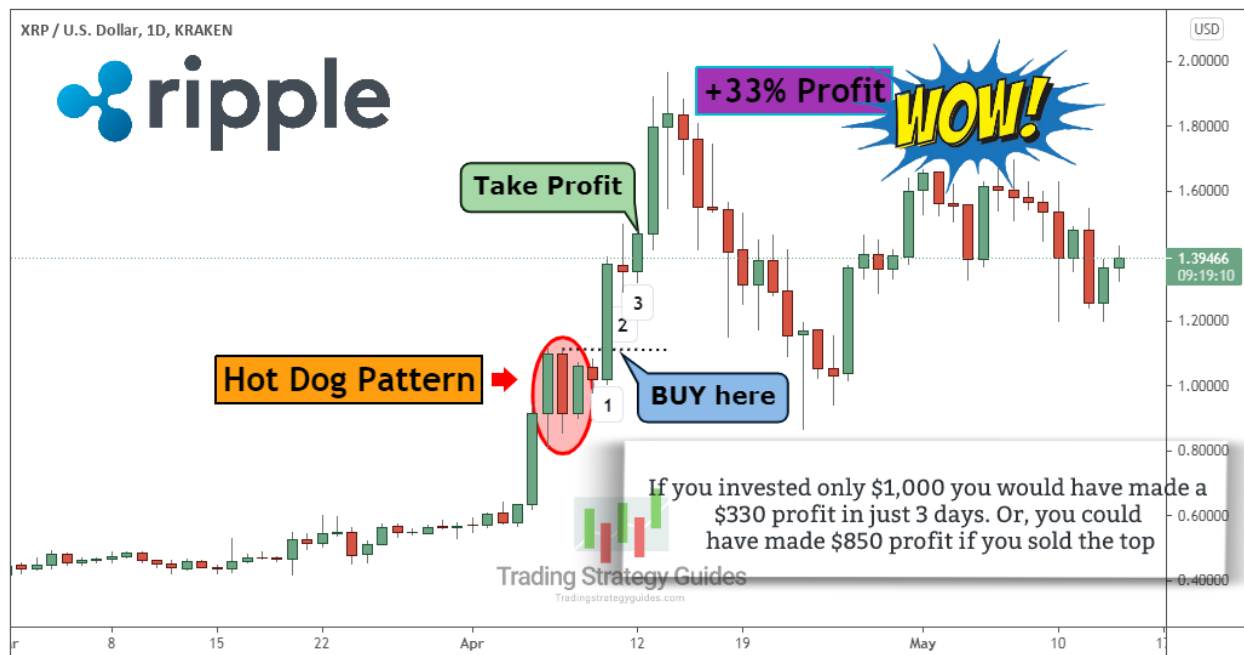 XRP / U.S. Dollar, 1D, KRAKEN
USD
ripple
+33% Profit
WOW!
2.00000
1.80000
Take Profit
1.60000
1.39466
09:19:10
3
2
1.20000
Hot Dog Pattern
1.00000
BUY here
1
0.80000
If you invested only $1,000 you would have made a
$330 profit in just 3 days. Or, you could
have made $850 profit if you sold the top
0.60000
Trading Strategy Guides
0.40000
Tradingstrategyguides.com
8
15
22
Apr
12
19
May
10